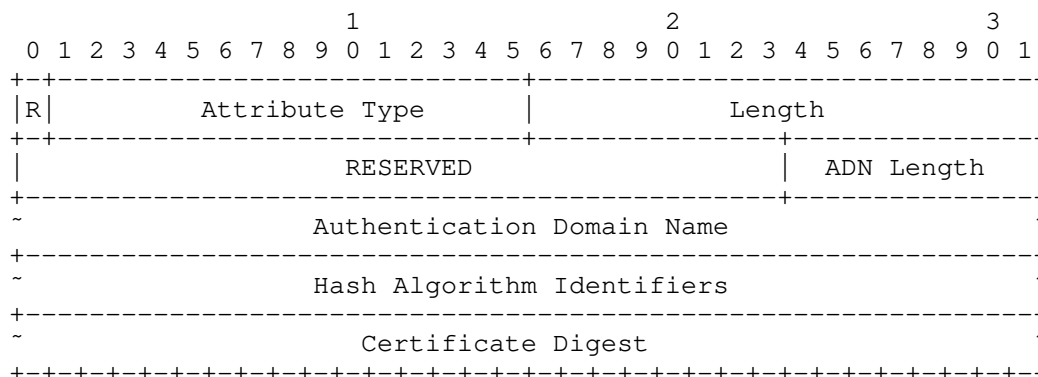 1                   2                   3
 0 1 2 3 4 5 6 7 8 9 0 1 2 3 4 5 6 7 8 9 0 1 2 3 4 5 6 7 8 9 0 1
|R| Attribute Type | Length
| RESERVED | ADN Length
~ Authentication Domain Name ~
~ Hash Algorithm Identifiers ~
~ Certificate Digest ~